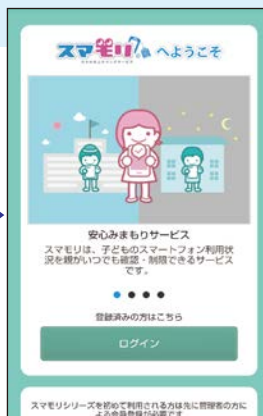 スマモリ へようこそ
安心みまもりサービス
スマモリは、子どものスマートフォン利用状
況を親がいつでも確認・制限できるサービス
です。
登録済みの方はこちら
ログイン
スマモリシリーズを初めて利用される方は先に管理者の方に
よる会員登録が必要です